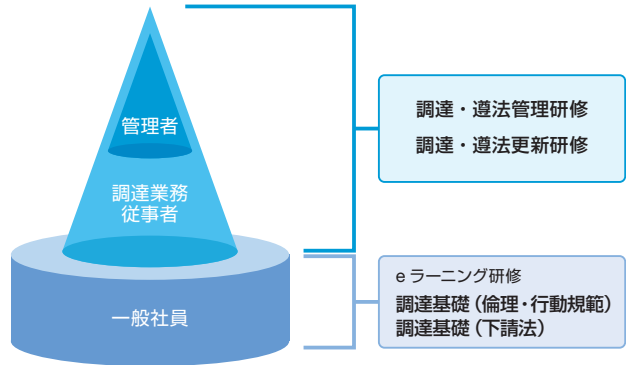 管理者
調達業務
従事者
一般社員
調達・遵法管理研修
調達・遵法更新研修
e ラーニング研修
調達基礎（倫理・行動規範）
調達基礎（下請法）